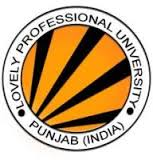 LOVELY PROFESSIONAL UNIVERSITY
PUNJAB (INDIA)